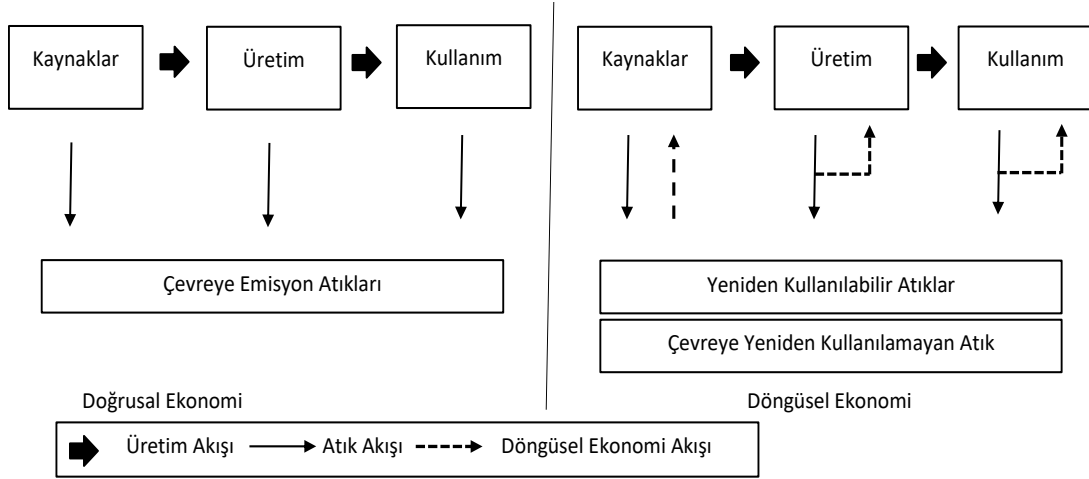 Kaynaklar
Üretim
Kullanım
Çevreye Emisyon Atıkları
Doğrusal Ekonomi
Kaynaklar
Üretim
Kullanım
Yeniden Kullanılabilir Atıklar
Çevreye Yeniden Kullanılamayan Atık
Döngüsel Ekonomi
Üretim Akışı Atık Akışı Döngüsel Ekonomi Akışı